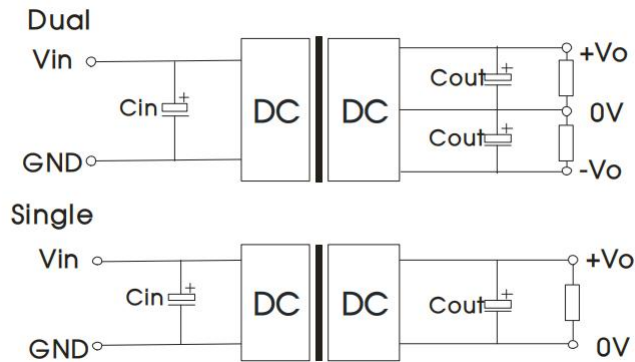 Dual
Vin
+Vo
Cout
Cin
DC
DC
0V
Cout
GND
-Vo
Single
Vin
+Vo
Cin
DC
DC
Cout
GND
0V